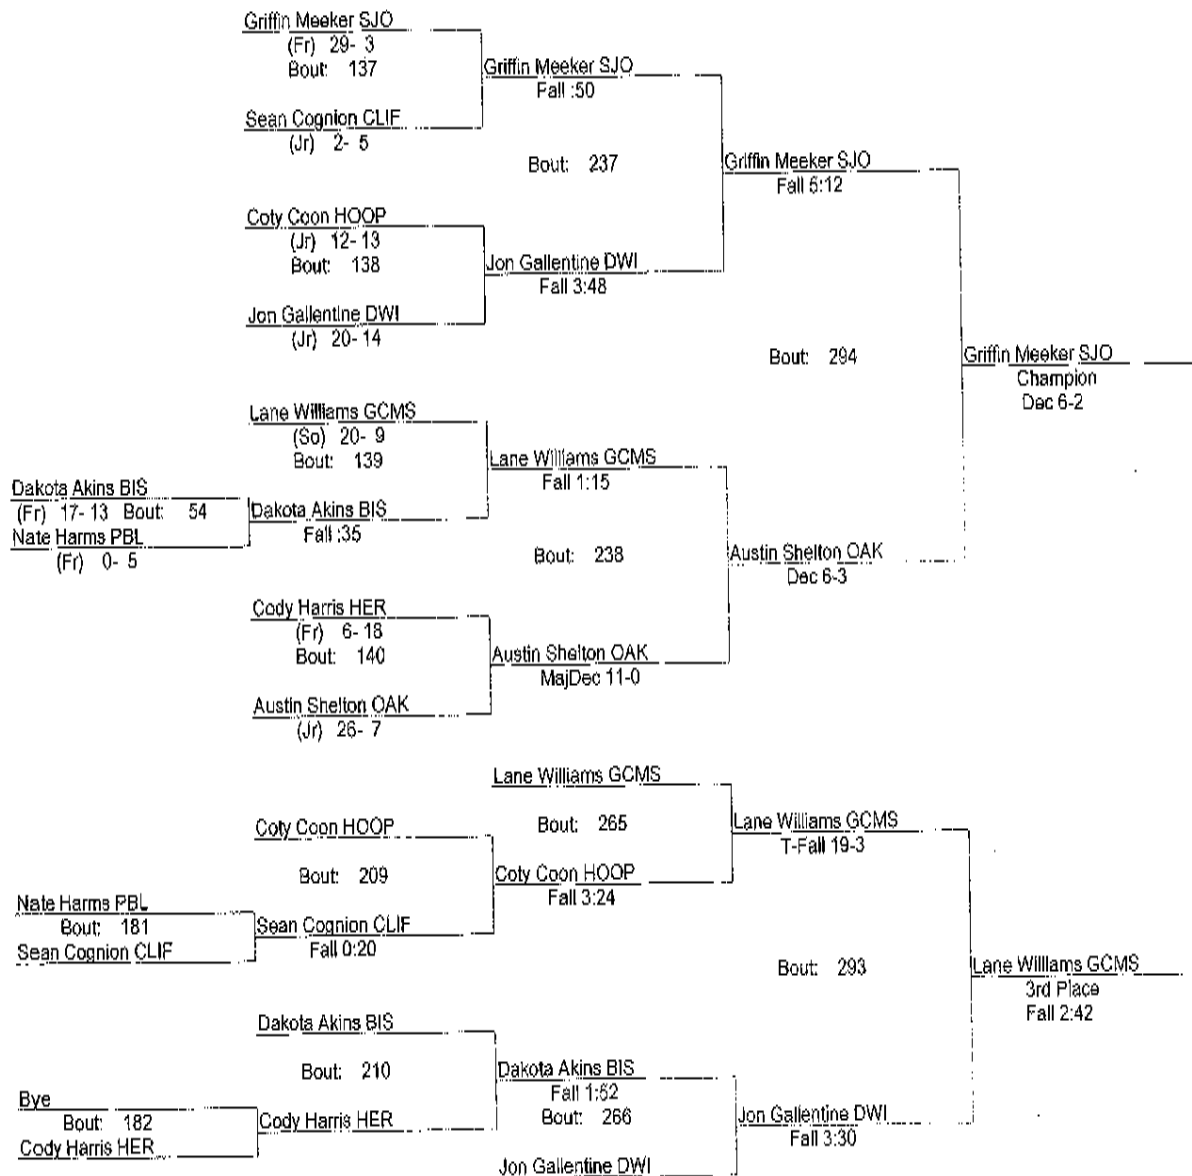 Griffin Meeker SJO
(Fr) 29- 3
Bout: 137
Griffin Meeker SJO
Fall :50
Sean Cognion CLIF
(Jr) 2- 5
Bout: 237
Griffin Meeker SJO
Fall 5:12
Coty Coon HOOP
(Jr) 12- 13
Bout: 138
Jon Gallentine DWI
Fall 3:48
Jon Gallentine DWI
(Jr) 20- 14
Bout: 294
Griffin Meeker SJO
Champion
Dec 6-2
Lane Williams GCMS
(So) 20- 9
Bout: 139
Lane Williams GCMS
Fall 1:15
Dakota Akins BIS
(Fr) 17- 13 Bout: 54
Dakota Akins BIS
Fall :35
Nate Harms PBL
(Fr) 0- 5
Bout: 238
Austin Shelton OAK
Dec 6-3
Cody Harris HER
(Fr) 6- 18
Bout: 140
Austin Shelton OAK
MajDec 11-0
Austin Shelton OAK
(Jr) 26- 7
Lane Williams GCMS
Bout: 265
Lane Williams GCMS
T-Fall 19-3
Coty Coon HOOP
Bout: 209
Coty Coon HOOP
Fall 3:24
Nate Harms PBL
Bout: 181
Sean Cognion CLIF
Sean Cognion CLIF
Fall 0:20
Bout: 293
Lane Williams GCMS
3rd Place
Fall 2:42
Dakota Akins BIS
Bout: 210
Dakota Akins BIS
Fall 1:52
Bout: 266
Bye
Bout: 182
Cody Harris HER
Cody Harris HER
Jon Gallentine DWI
Fall 3:30
Jon Gallentine DWI